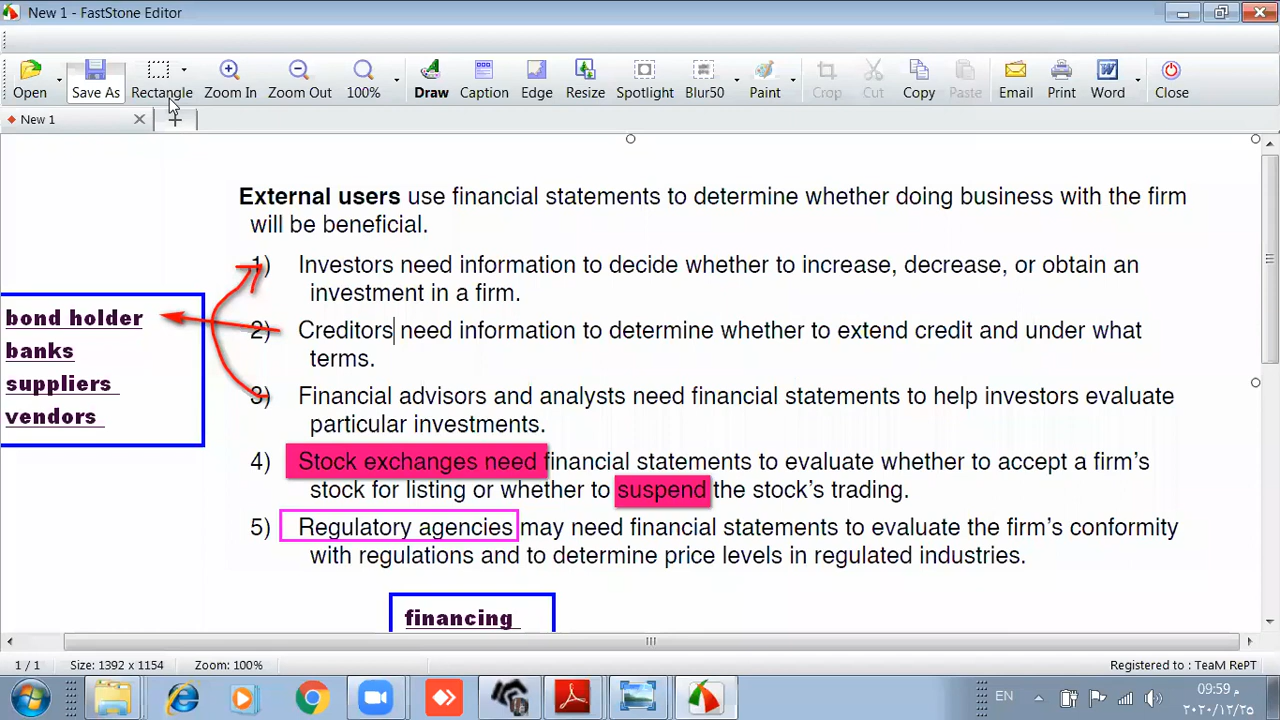 New 1 - FastStone Editor
Open Save As Rectangle Zoom In Zoom Out 100% Draw Caption Edge Resize Spotlight Blur50 Paint Crop Cut Copy Paste Email Print Word Close
New 1
External users use financial statements to determine whether doing business with the firm
will be beneficial.
1) Investors need information to decide whether to increase, decrease, or obtain an
investment in a firm.
bond holder
banks
suppliers
vendors
2) Creditors need information to determine whether to extend credit and under what
terms.
3) Financial advisors and analysts need financial statements to help investors evaluate
particular investments.
4) Stock exchanges need financial statements to evaluate whether to accept a firm's
stock for listing or whether to suspend the stock's trading.
5) Regulatory agencies may need financial statements to evaluate the firm's conformity
with regulations and to determine price levels in regulated industries.
financing
1 / 1 Size: 1392 x 1154 Zoom: 100% Registered to : TeaM RePT
EN 09:59 م
٢٠٢٠/١٢/٢٥